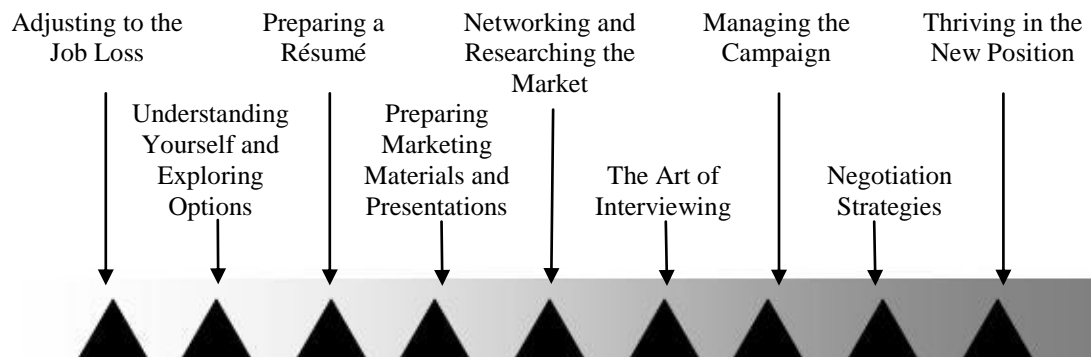 Adjusting to the
Job Loss
Understanding
Yourself and
Exploring
Options
Preparing a
Résumé
Preparing
Marketing
Materials and
Presentations
Networking and
Researching the
Market
The Art of
Interviewing
Managing the
Campaign
Negotiation
Strategies
Thriving in the
New Position